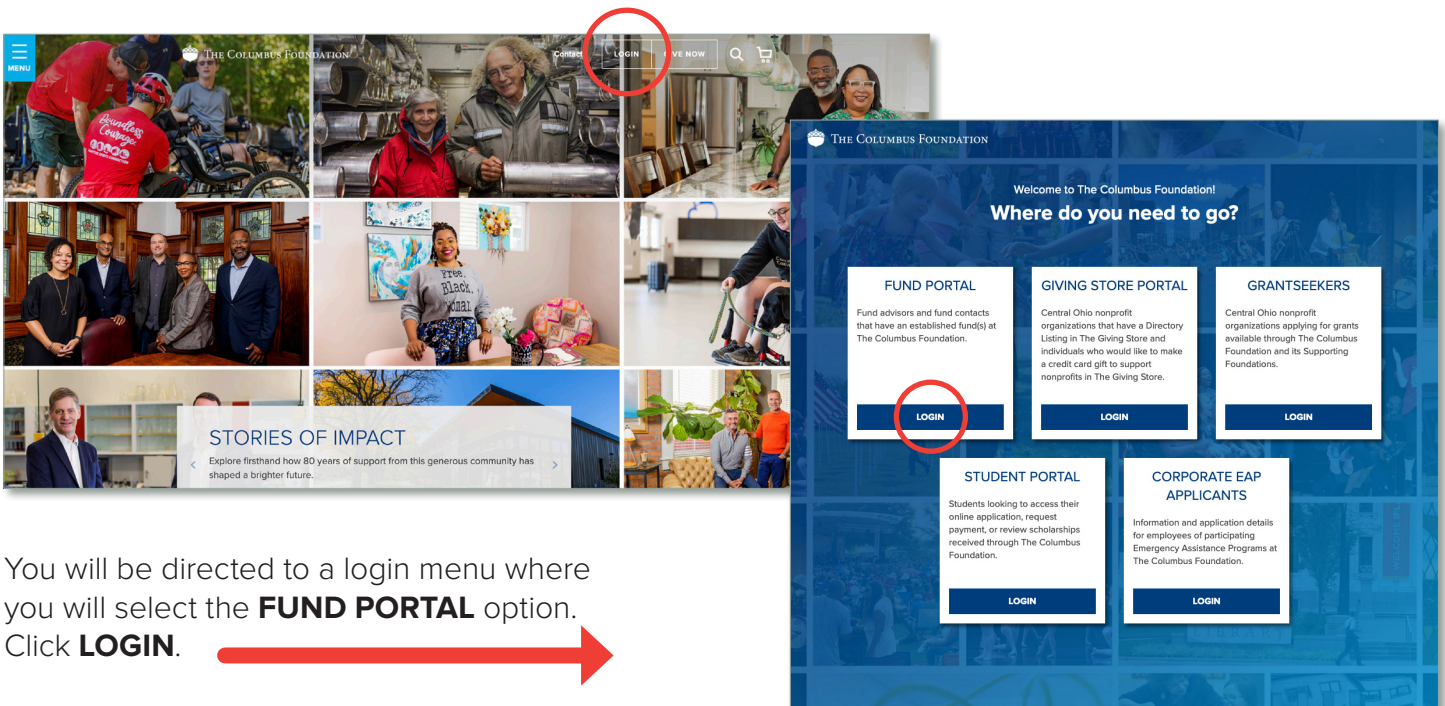 MENU
THE COLUMBUS FOUNDATION
Contact
LOGIN
GIVE NOW
Boundless
Courage
Free.
Black.
Woman.
STORIES OF IMPACT
Explore firsthand how 80 years of support from this generous community has
shaped a brighter future.
THE COLUMBUS FOUNDATION
Welcome to The Columbus Foundation!
Where do you need to go?
FUND PORTAL
Fund advisors and fund contacts
that have an established fund(s) at
The Columbus Foundation.
LOGIN
GIVING STORE PORTAL
Central Ohio nonprofit
organizations that have a Directory
Listing in The Giving Store and
individuals who would like to make
a credit card gift to support
nonprofits in The Giving Store.
LOGIN
GRANTSEEKERS
Central Ohio nonprofit
organizations applying for grants
available through The Columbus
Foundation and its Supporting
Foundations.
LOGIN
STUDENT PORTAL
Students looking to access their
online application, request
payment, or review scholarships
received through The Columbus
Foundation.
LOGIN
CORPORATE EAP
APPLICANTS
Information and application details
for employees of participating
Emergency Assistance Programs at
The Columbus Foundation.
LOGIN
You will be directed to a login menu where
you will select the FUND PORTAL option.
Click LOGIN.